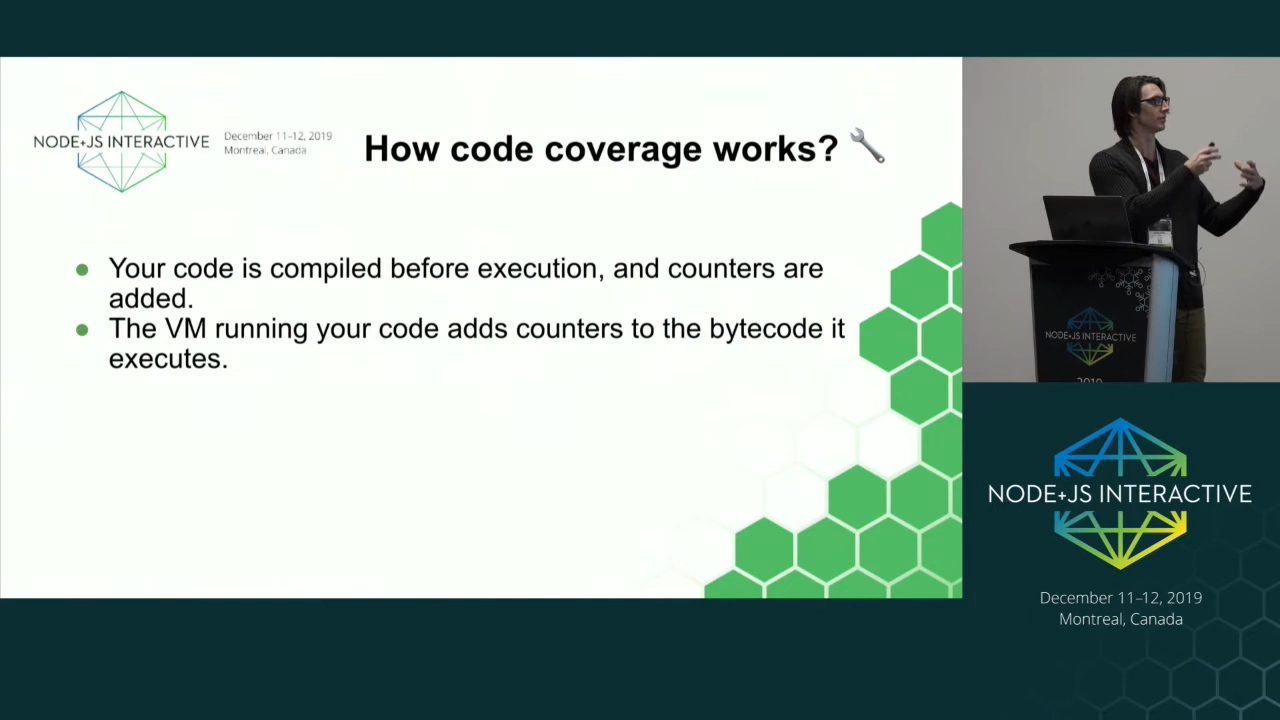 NODE+JS INTERACTIVE
December 11-12, 2019
Montreal, Canada
How code coverage works?
Your code is compiled before execution, and counters are
added.
The VM running your code adds counters to the bytecode it
executes.
NODE+JS INTERACTIVE
2019
NODE+JS INTERACTIVE
December 11–12, 2019
Montreal, Canada